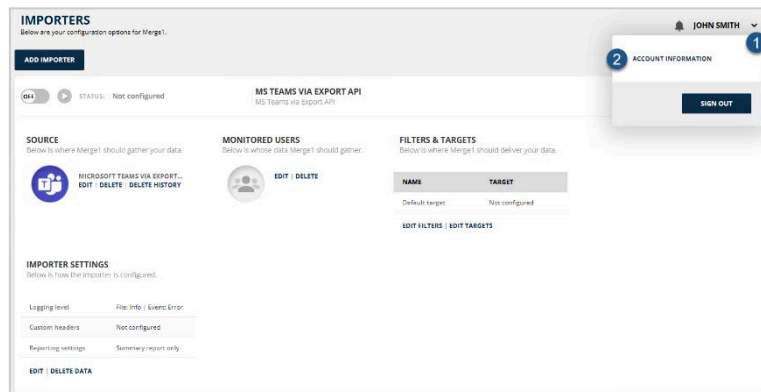 IMPORTERS
Below are your configuration options for Merge1.
JOHN SMITH
1
ADD IMPORTER
2 ACCOUNT INFORMATION
SIGN OUT
OFF STATUS: Not configured
MS TEAMS VIA EXPORT API
MS Teams via Export API
SOURCE
Below is where Merge1 should gather your data.
MICROSOFT TEAMS VIA EXPORT...
EDIT | DELETE | DELETE HISTORY
MONITORED USERS
Below is whose data Merge1 should gather.
EDIT | DELETE
FILTERS & TARGETS
Below is where Merge1 should deliver your data.
NAME TARGET
Default target Not configured
EDIT FILTERS | EDIT TARGETS
IMPORTER SETTINGS
Below is how the importer is configured.
Logging level File: Info | Event: Error
Custom headers Not configured
Reporting settings Summary report only
EDIT | DELETE DATA